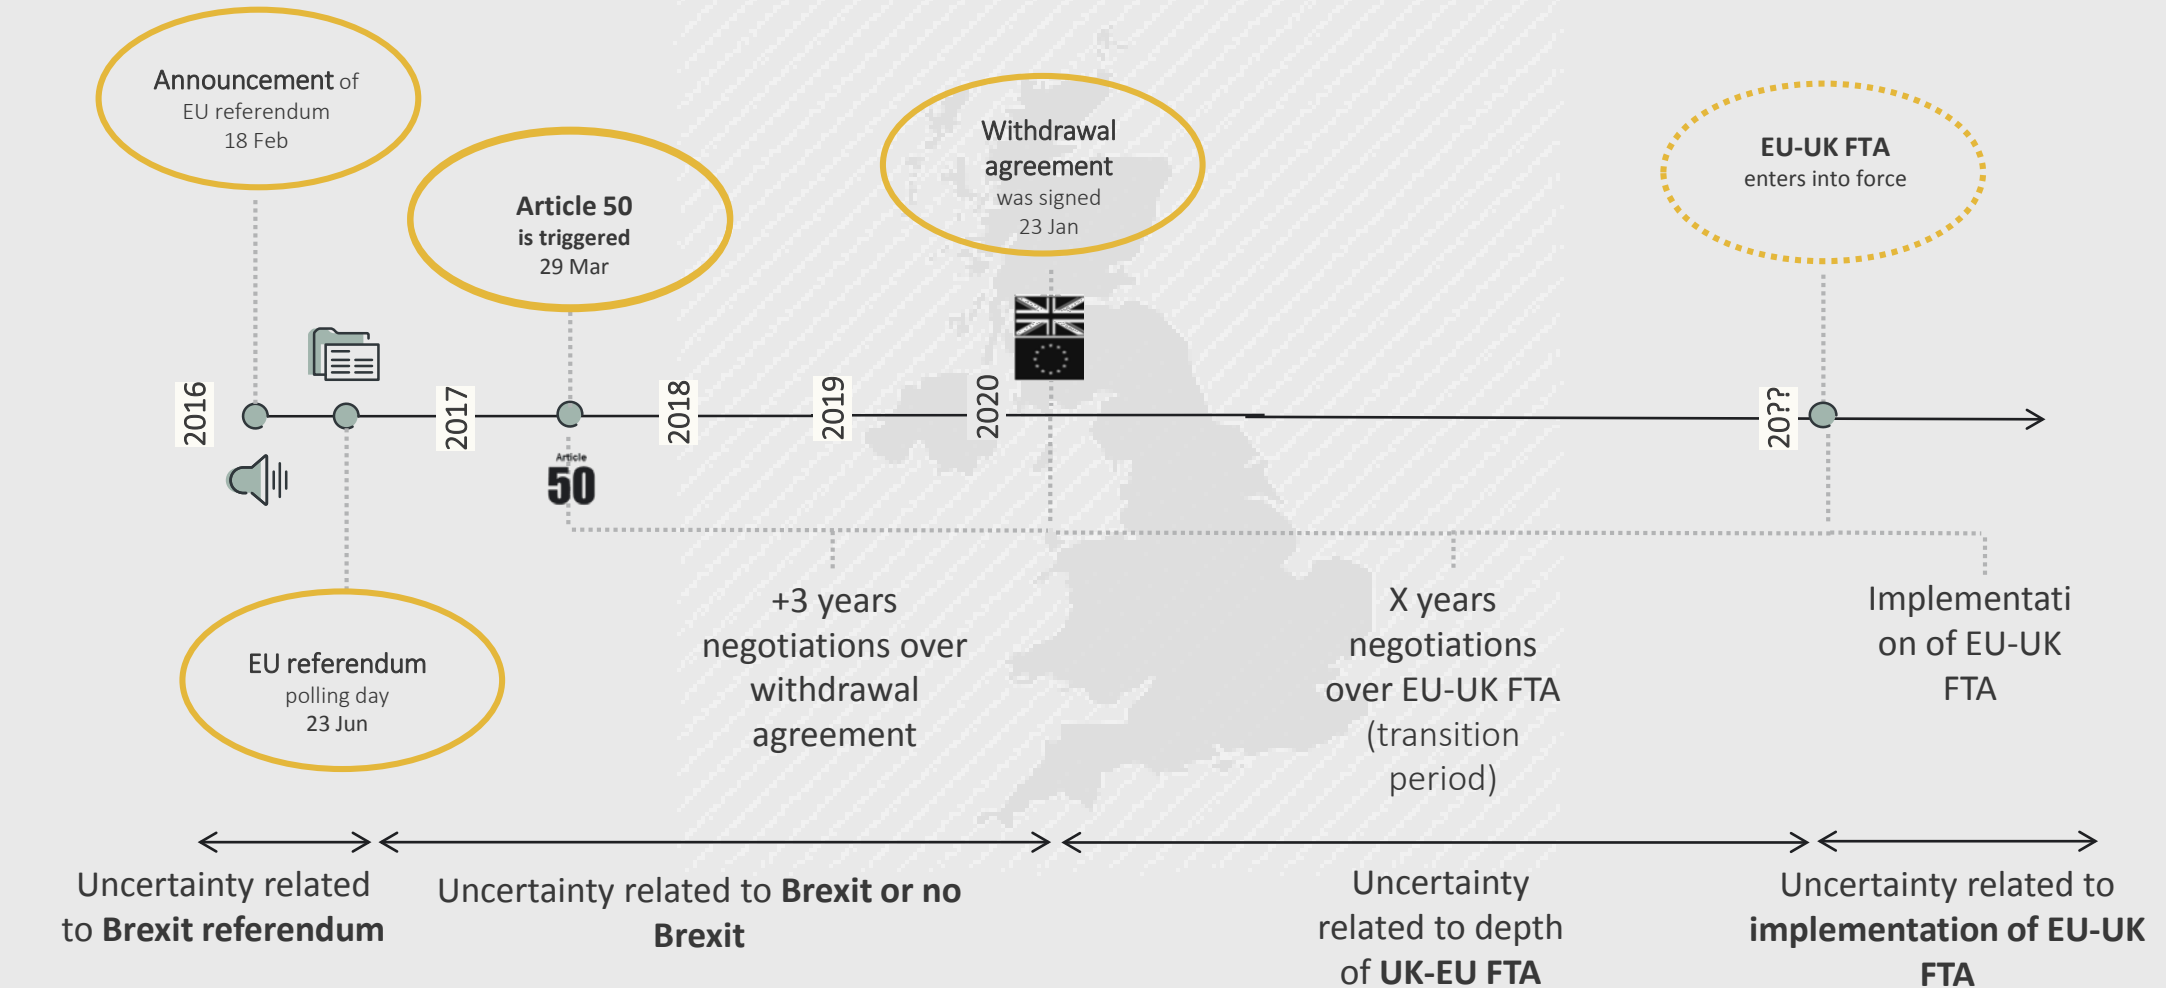 Announcement of
EU referendum
18 Feb
Article 50
is triggered
29 Mar
Withdrawal
agreement
was signed
23 Jan
EU-UK FTA
enters into force
2016
2017
2018
2019
2020
20??
Article
50
EU referendum
polling day
23 Jun
+3 years
negotiations over
withdrawal
agreement
X years
negotiations
over EU-UK FTA
(transition
period)
Implementati
on of EU-UK
FTA
Uncertainty related
to Brexit referendum
Uncertainty related to Brexit or no
Brexit
Uncertainty
related to depth
of UK-EU FTA
Uncertainty related to
implementation of EU-UK
FTA